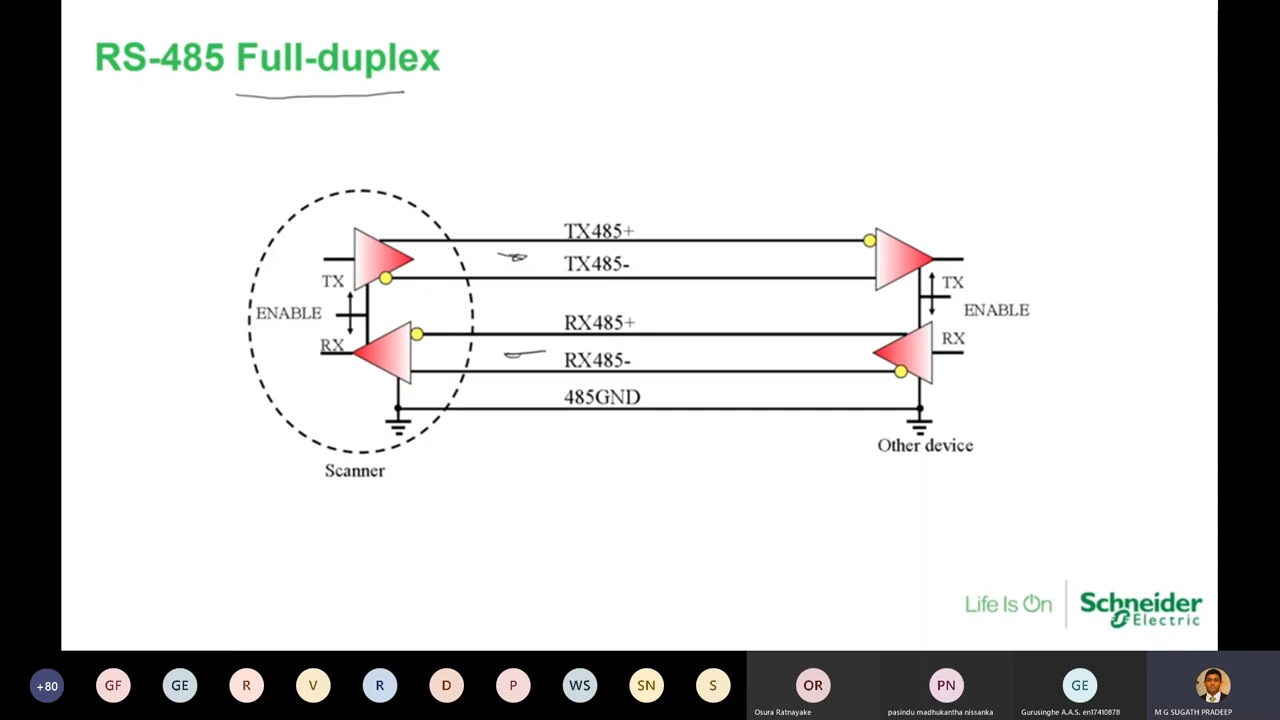 RS-485 Full-duplex
TX485+
TX485-
TX
TX
ENABLE
ENABLE
RX485+
RX
RX
RX485-
485GND
Other device
Scanner
Life Is On
Schneider
Electric
+80
GF
GE
R
V
R
D
P
WS
SN
S
OR
PN
GE
Osura Ratnayake
pasindu madhukantha nissanka
Gurusinghe A.A.S. en17410878
M G SUGATH PRADEEP